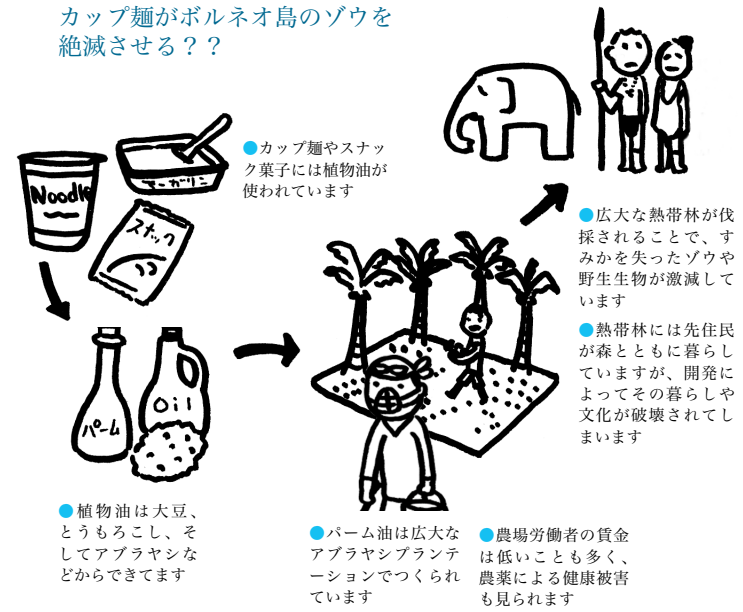 カップ麺がボルネオ島のゾウを
絶滅させる？？
●カップ麺やスナッ
ク菓子には植物油が
使われています
Noodle
マーガリン
スナック
パーム
Oil
●植物油は大豆、
とうもろこし、そ
してアブラヤシな
どからできてます
●パーム油は広大な
アブラヤシプランテ
ーションでつくられ
ています
●農場労働者の賃金
は低いことも多く、
農薬による健康被害
も見られます
●広大な熱帯林が伐
採されることで、す
みかを失ったゾウや
野生生物が激減して
います
●熱帯林には先住民
が森とともに暮らし
ていますが、開発に
よってその暮らしや
文化が破壊されてし
まいます